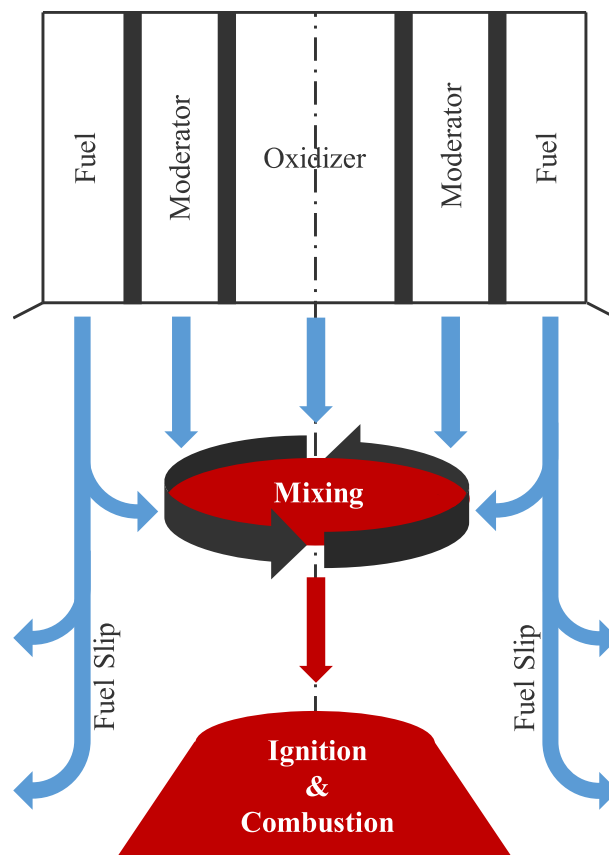 Fuel
Moderator
Oxidizer
Moderator
Fuel
Mixing
Fuel Slip
Fuel Slip
Ignition
&
Combustion